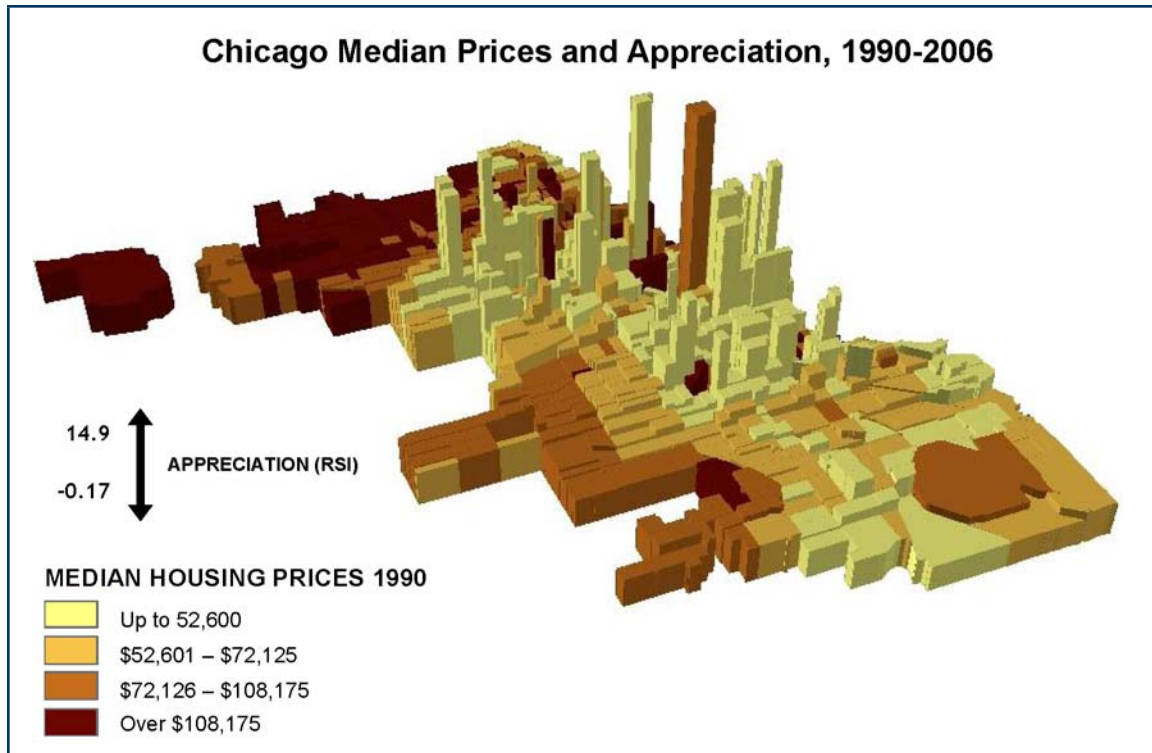 Chicago Median Prices and Appreciation, 1990-2006
14.9
APPRECIATION (RSI)
-0.17
MEDIAN HOUSING PRICES 1990
Up to 52,600
$52,601 – $72,125
$72,126 – $108,175
Over $108,175